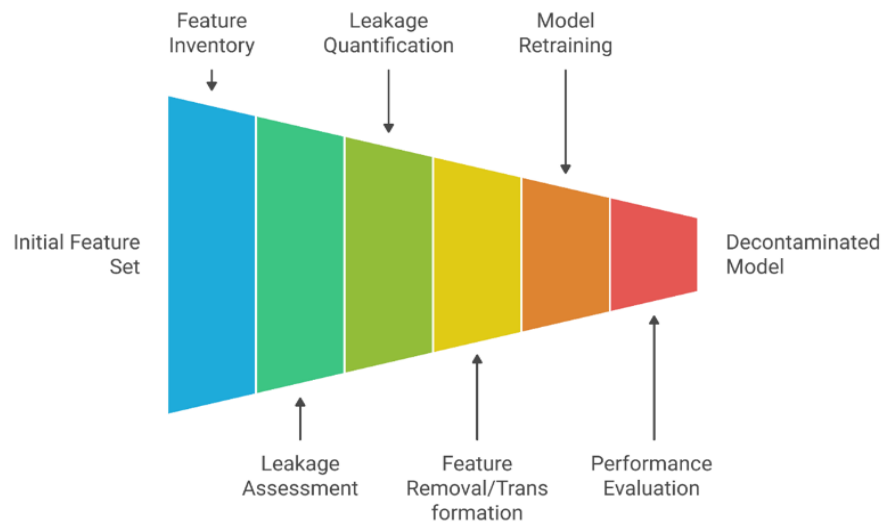 Feature
Inventory
Leakage
Quantification
Model
Retraining
Initial Feature
Set
Decontaminated
Model
Leakage
Assessment
Feature
Removal/Trans
formation
Performance
Evaluation